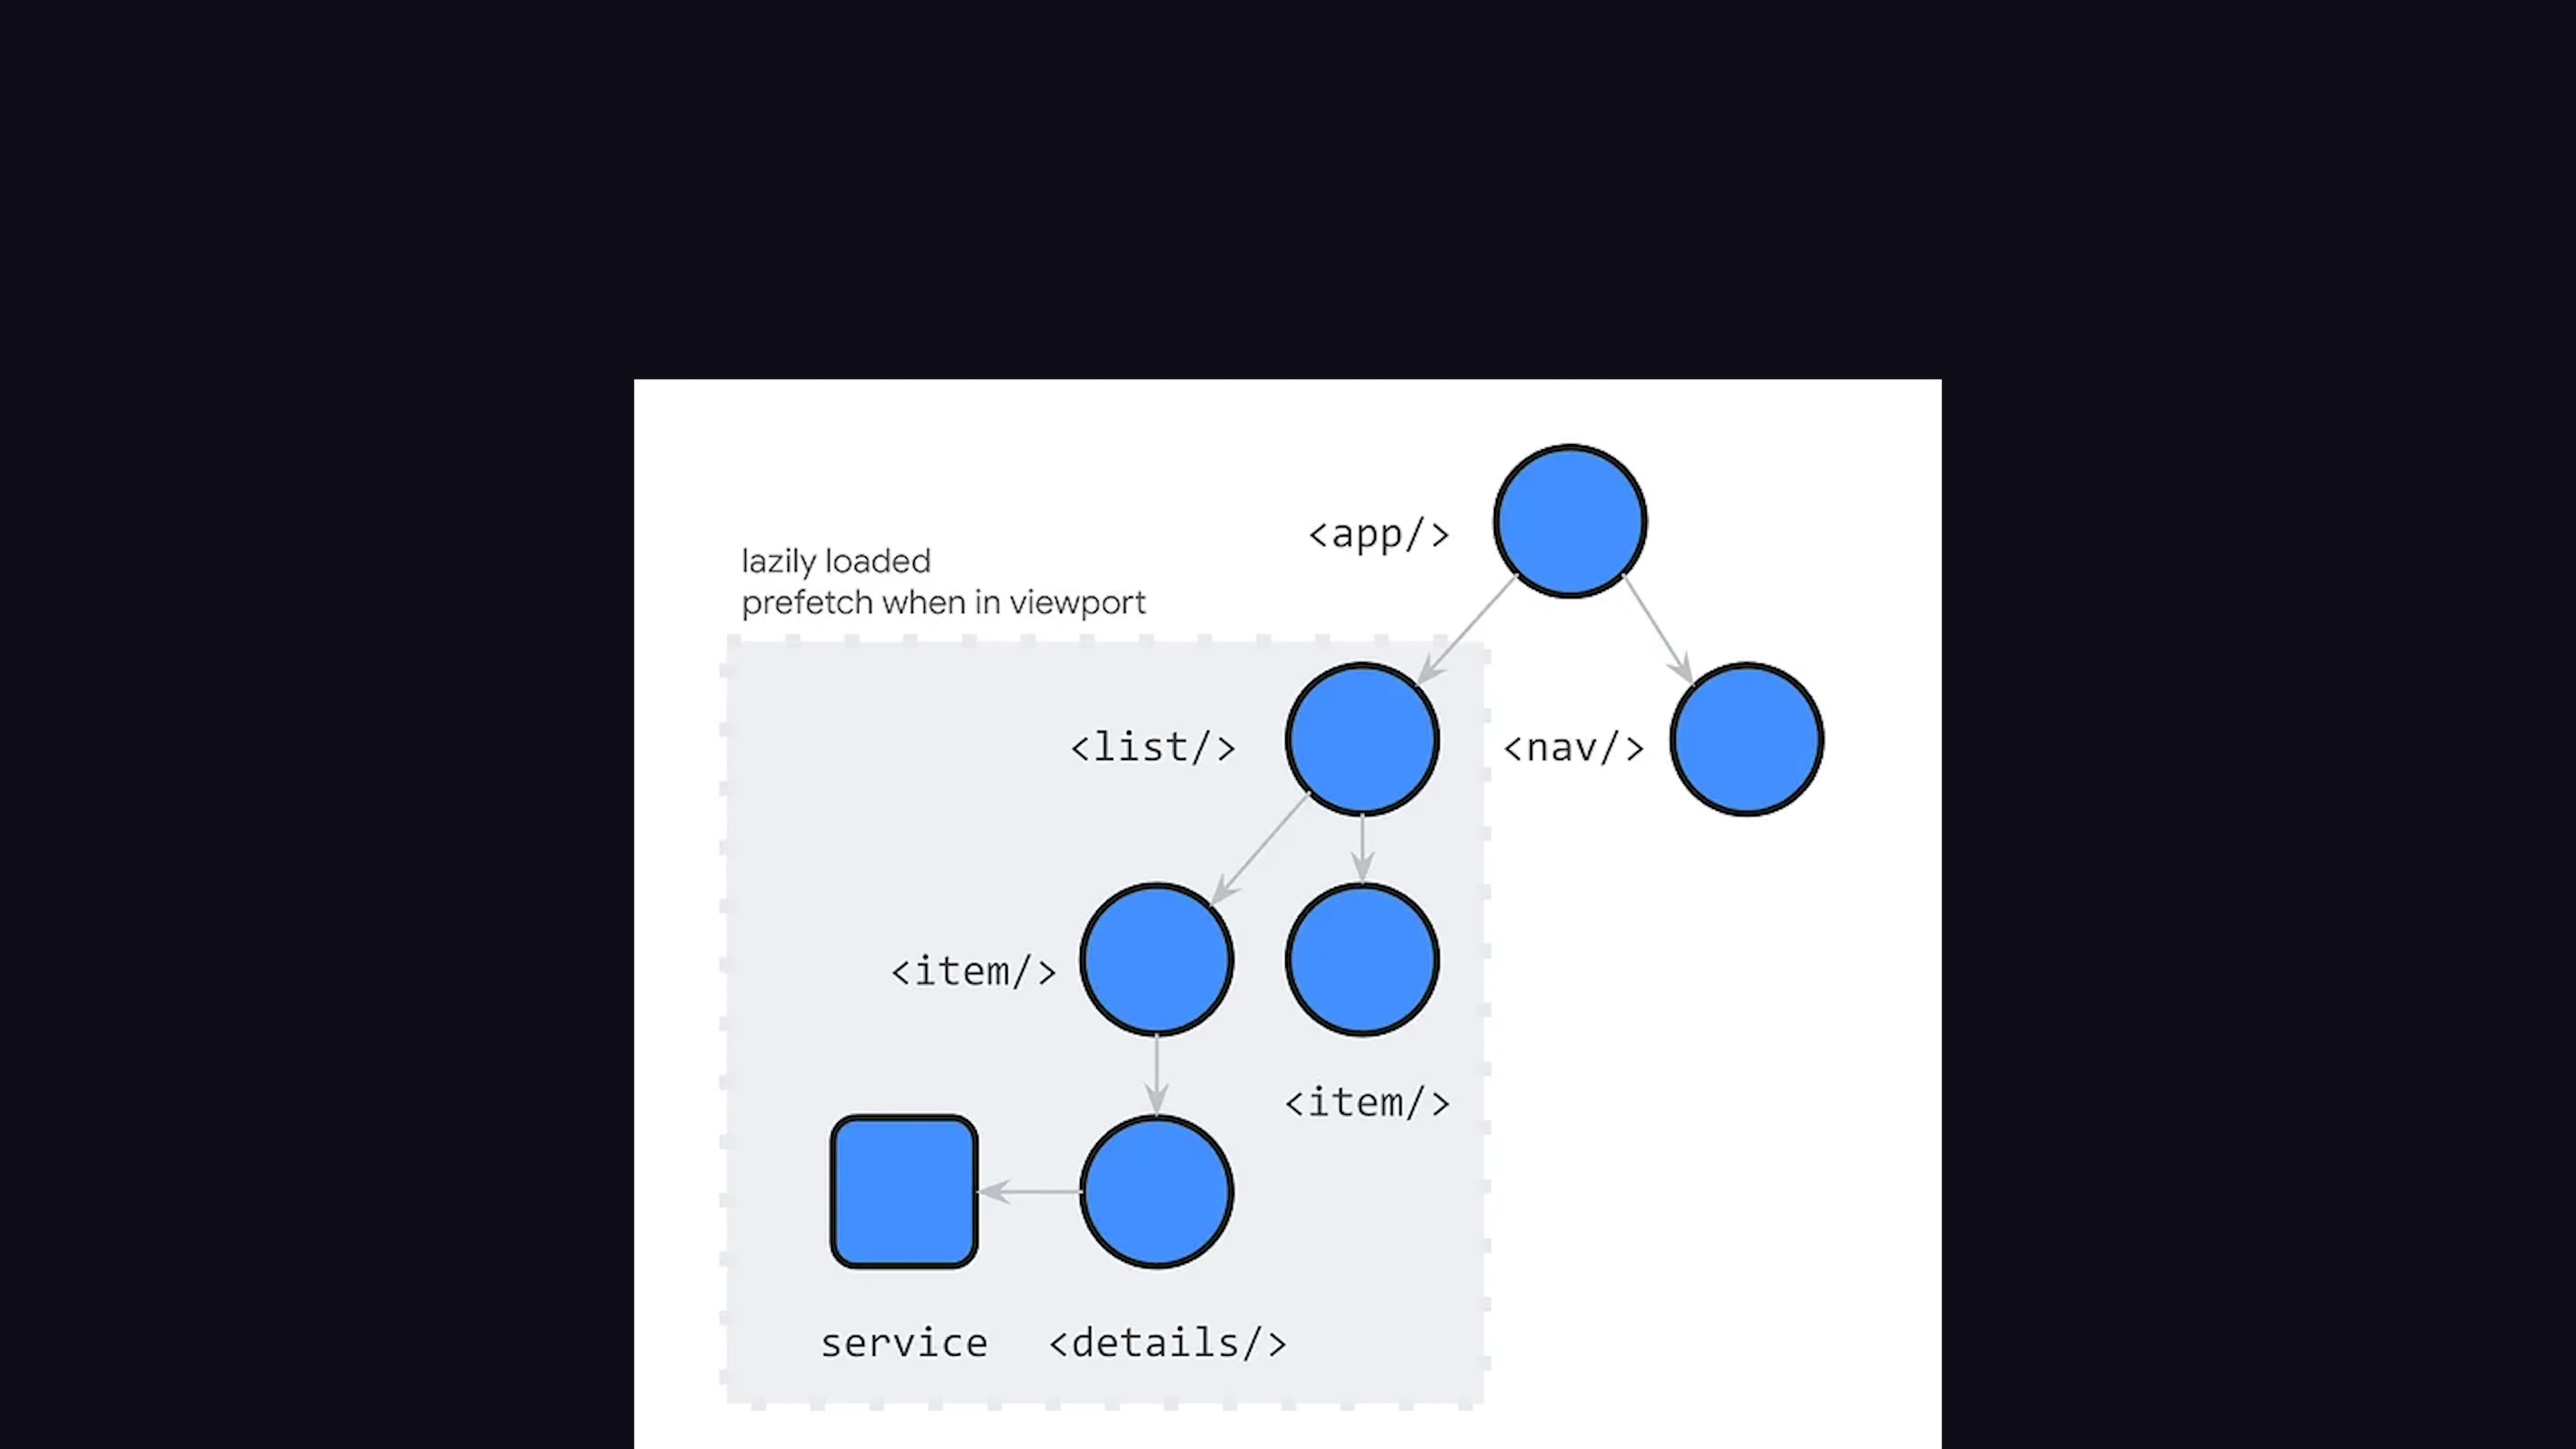 <app/>
lazily loaded
prefetch when in viewport
<list/>
<nav/>
<item/>
<item/>
service
<details/>